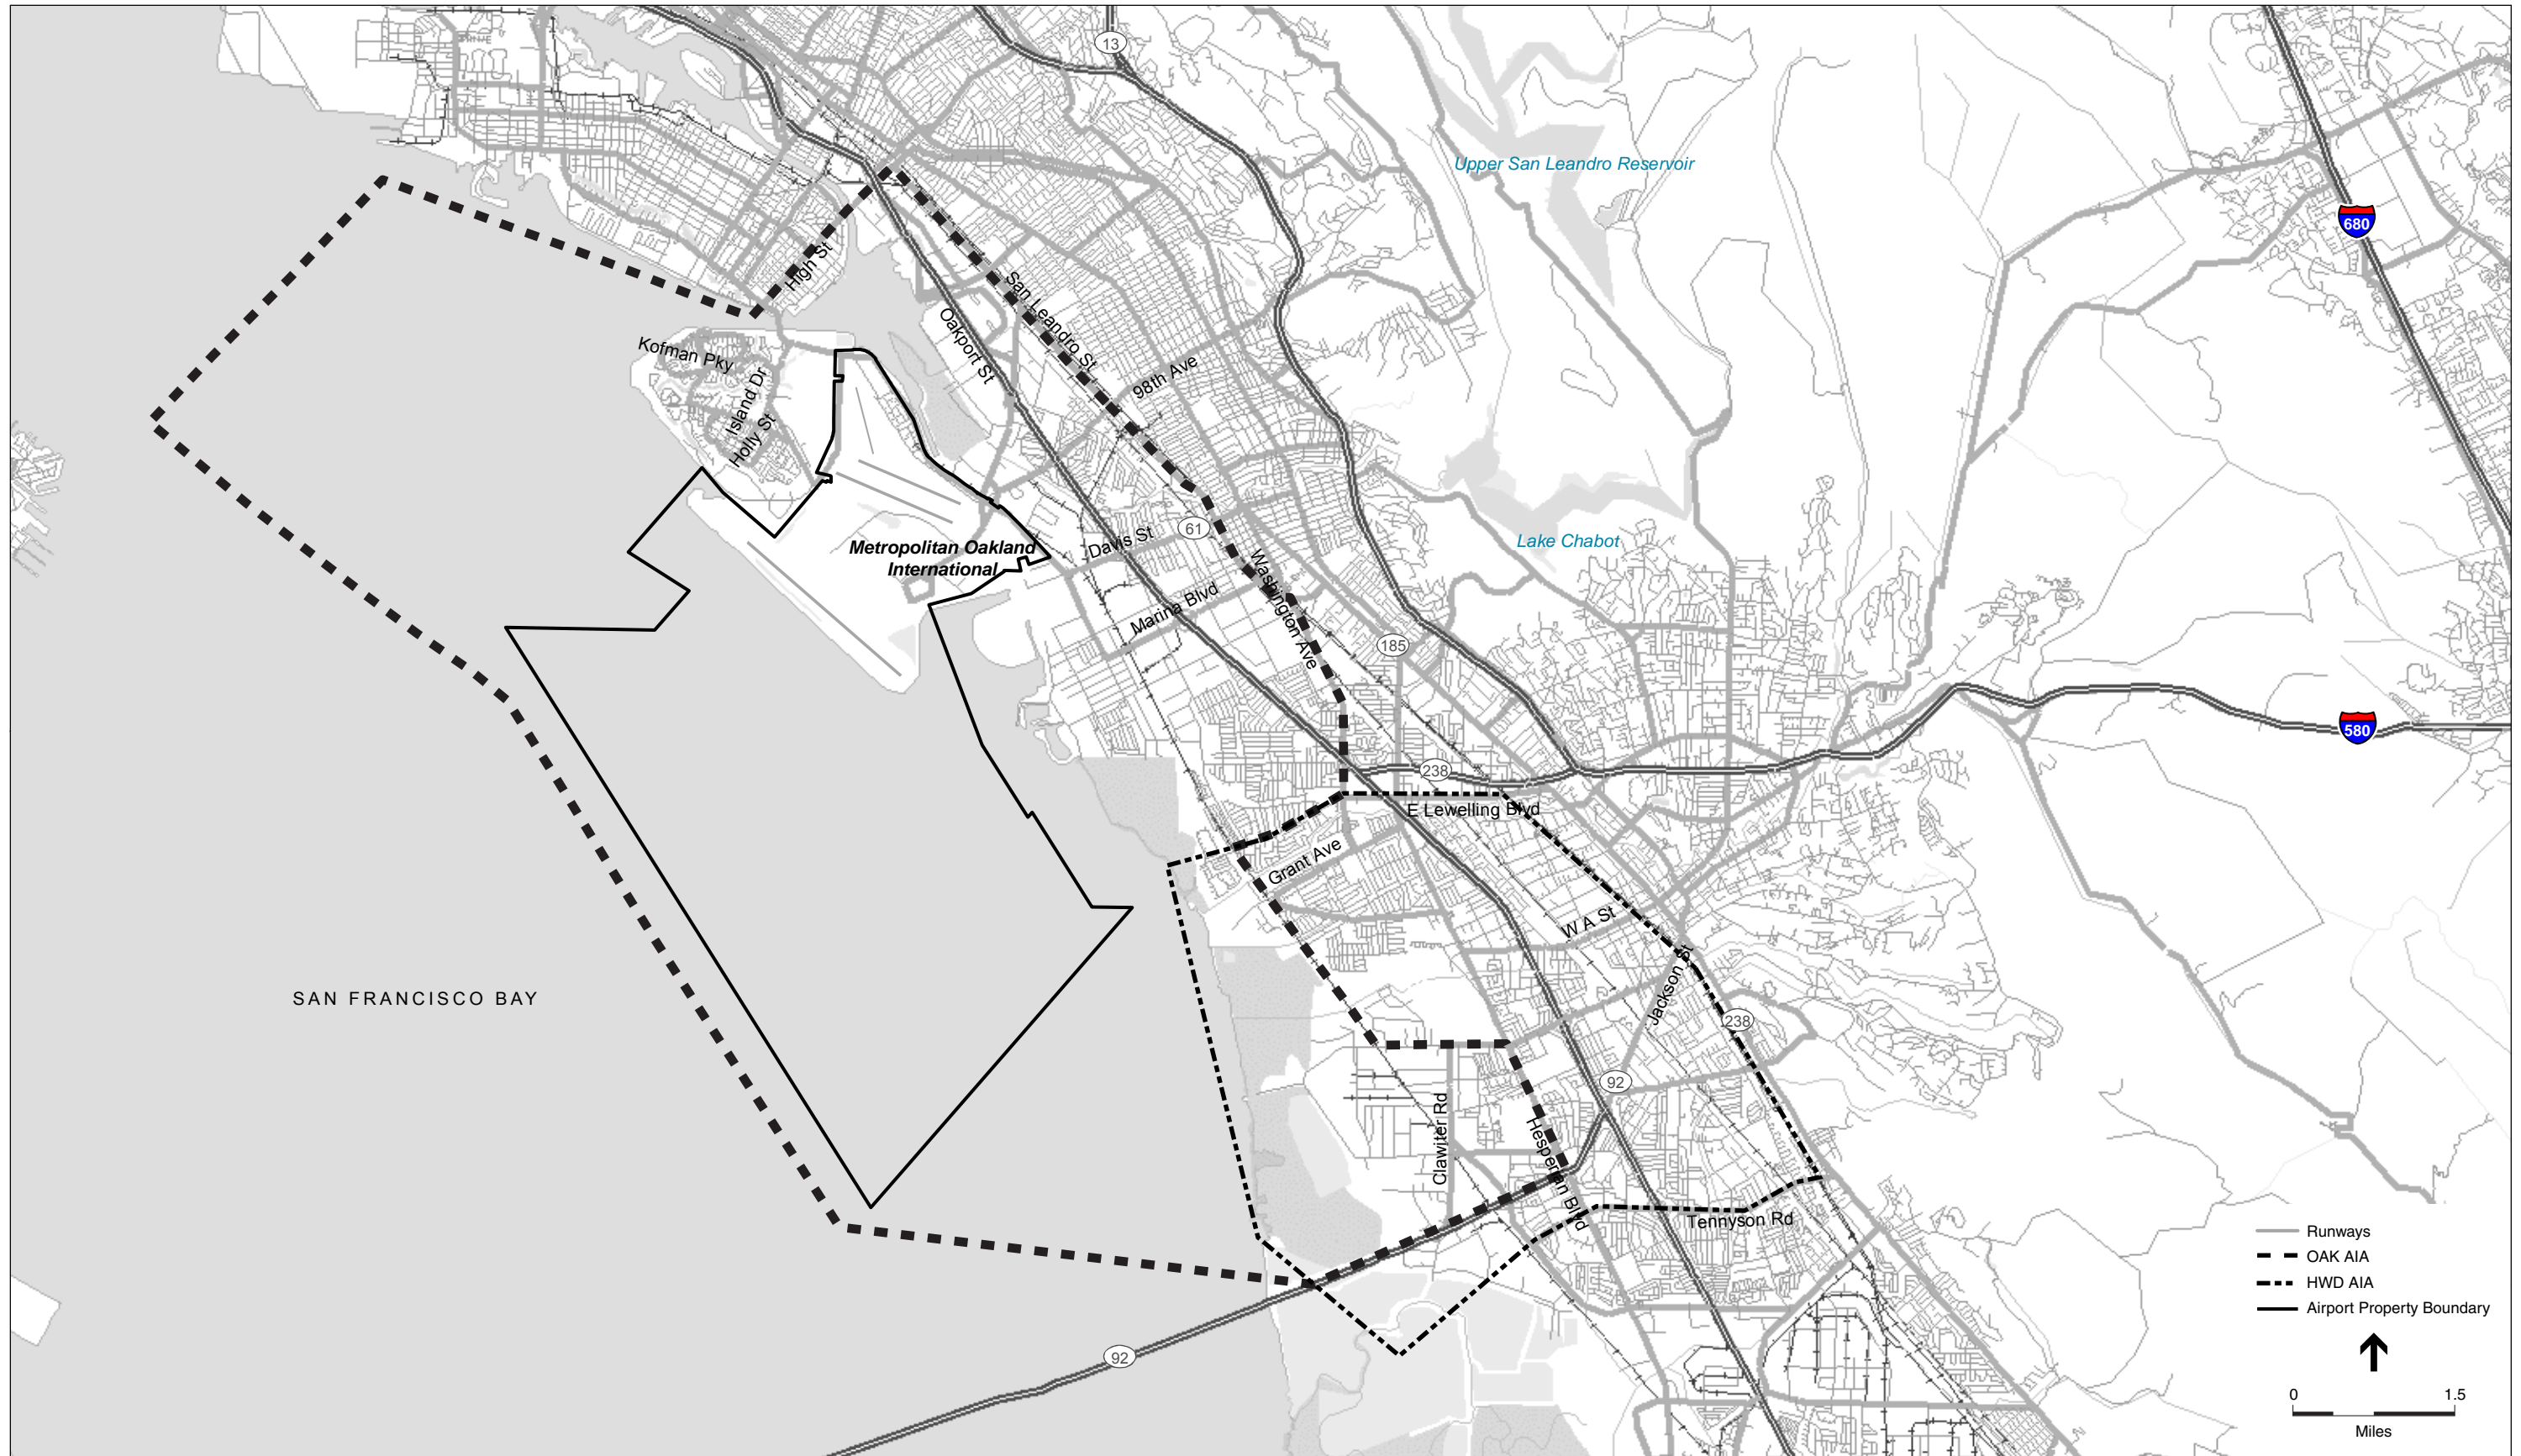 13
Upper San Leandro Reservoir
680
High St
San Leandro St
Oakport St
Kofman Pky
Island Dr
Holly St
98th Ave
61
Davis St
Metropolitan Oakland
International
Lake Chabot
Marina Blvd
Washington Ave
185
580
238
E Lewelling Blvd
Grant Ave
W A St
Jackson St
SAN FRANCISCO BAY
238
92
Clawiter Rd
Hesperian Blvd
Tennyson Rd
92
Runways
OAK AIA
HWD AIA
Airport Property Boundary
0 1.5
Miles